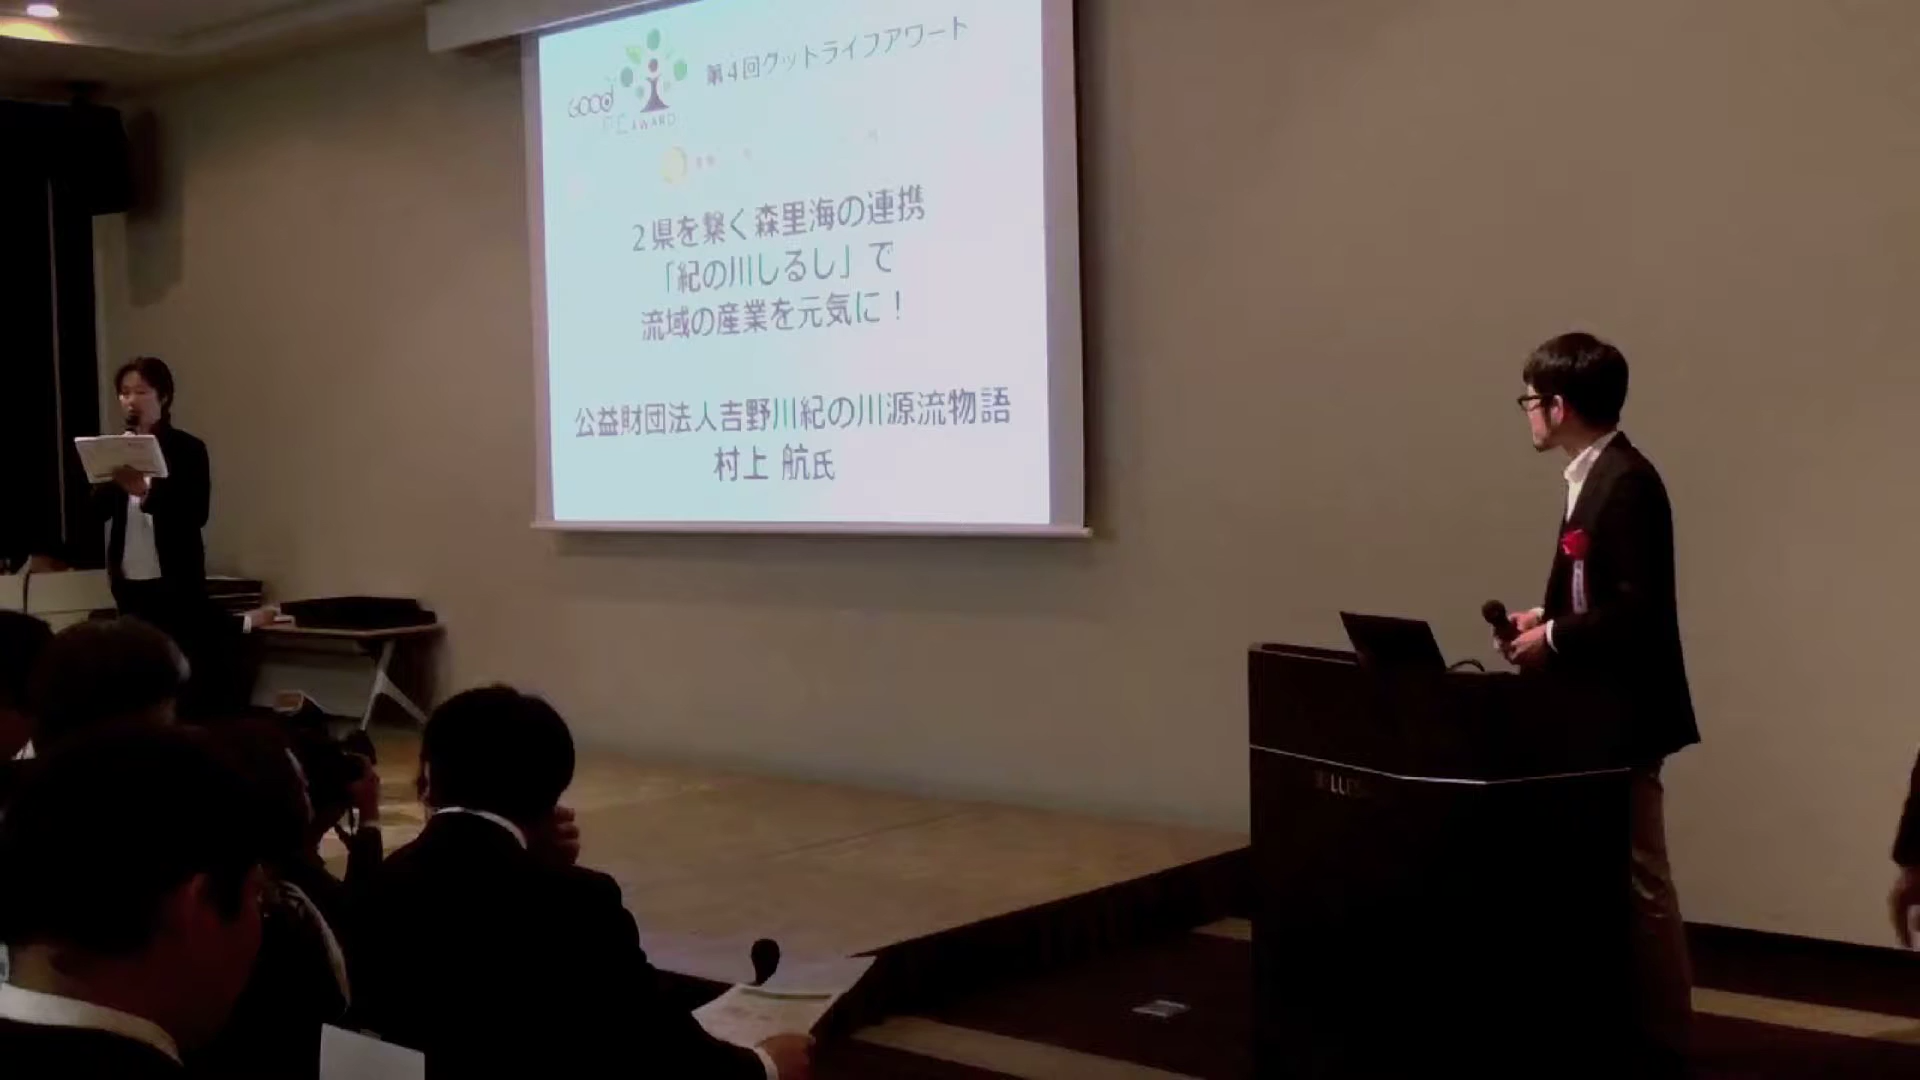 GOOD
第4回グッドライフアワード
AWARD
2県を繋ぐ森里海の連携
「紀の川じるし」で
流域の産業を元気に!
公益財団法人吉野川紀の川源流物語
村上 航氏